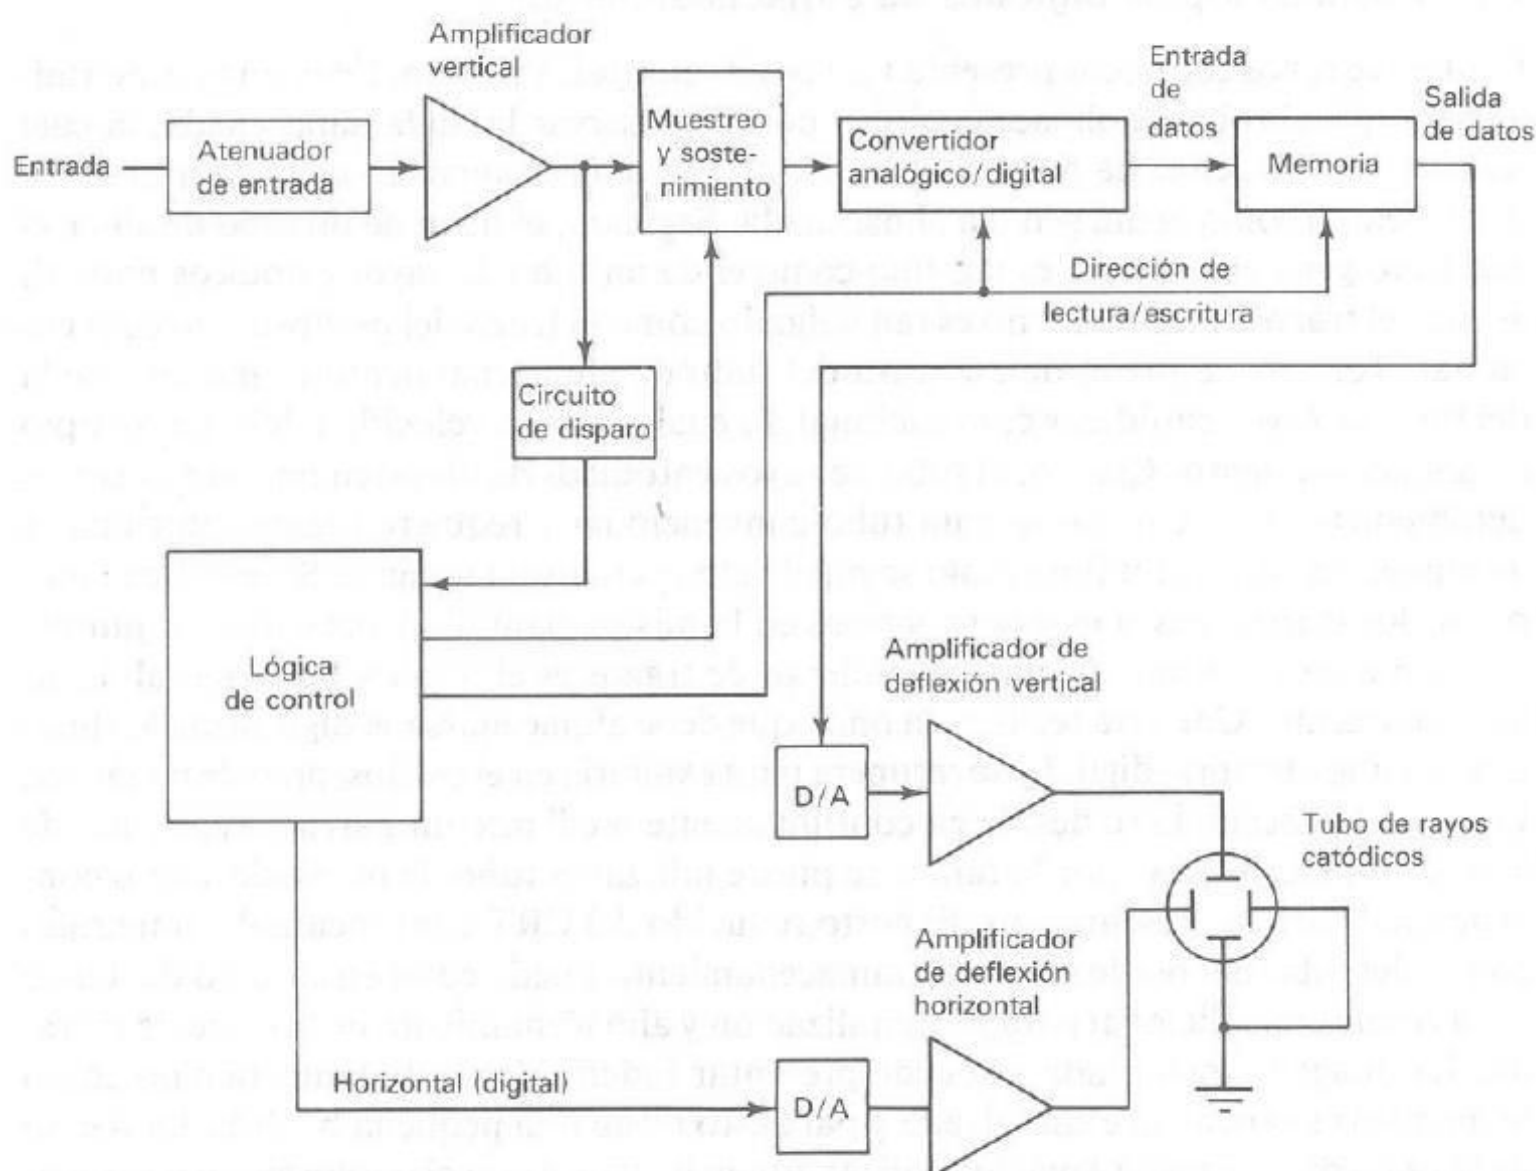 Amplificador
vertical
Entrada
de
datos
Salida
de datos
Entrada
Atenuador
de entrada
Muestreo
y soste-
nimiento
Convertidor
analógico/digital
Memoria
Dirección de
lectura/escritura
Circuito
de disparo
Lógica
de control
Amplificador de
deflexión vertical
D/A
Tubo de rayos
catódicos
Amplificador
de deflexión
horizontal
Horizontal (digital)
D/A